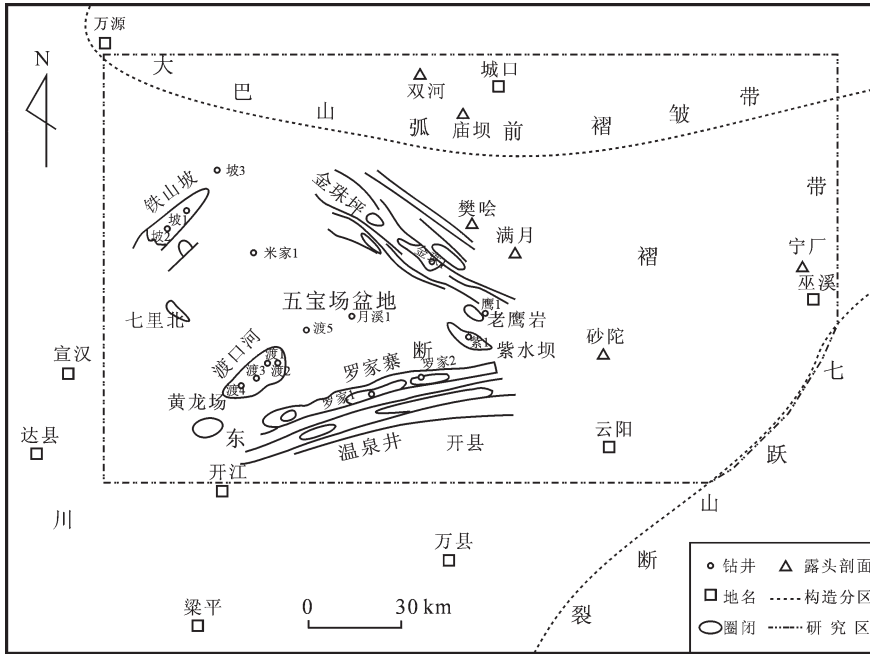 万源
N
大 巴 山 弧 前 褶 皱 带
双河
城口
庙坝
坡3
铁山坡
坡1
坡2
金珠坪
樊哙
满月
带
宁厂
巫溪
褶
米家1
金珠1
五宝场盆地
月溪1
渡5
七里北
鹰1
老鹰岩
紫1
紫水坝
砂陀
宣汉
渡口河
渡1
渡2
渡3
渡4
罗家寨
断
罗家2
罗家1
黄龙场
东
温泉井
开县
云阳
达县
开江
川
七 跃 山 断 裂
万县
梁平
0 30 km
钻井 露头剖面
地名 构造分区
圈闭 研究区